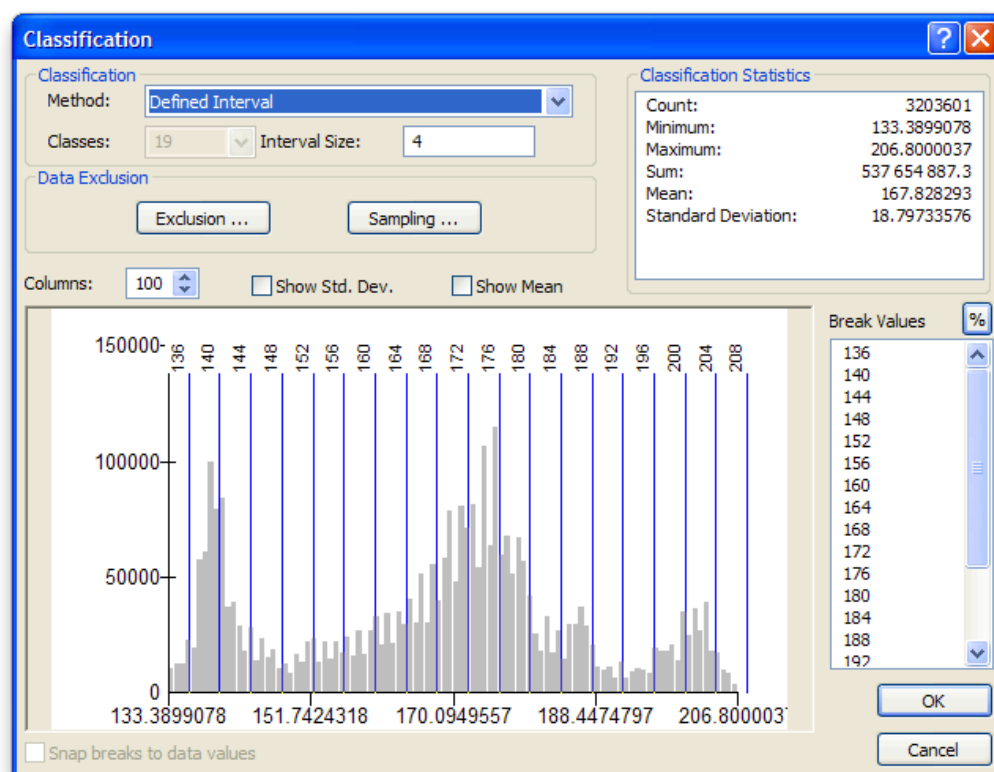 Classification
Classification
Method: Defined Interval
Classes: 19 Interval Size: 4
Data Exclusion
Exclusion ... Sampling ...
Classification Statistics
Count: 3203601
Minimum: 133.3899078
Maximum: 206.8000037
Sum: 537 654 887.3
Mean: 167.828293
Standard Deviation: 18.79733576
Columns: 100 Show Std. Dev. Show Mean
136 140 144 148 152 156 160 164 168 172 176 180 184 188 192 196 200 204 208
150000
100000
50000
0
133.3899078 151.7424318 170.0949557 188.4474797 206.8000037
Break Values %
136
140
144
148
152
156
160
164
168
172
176
180
184
188
192
OK
Cancel
Snap breaks to data values